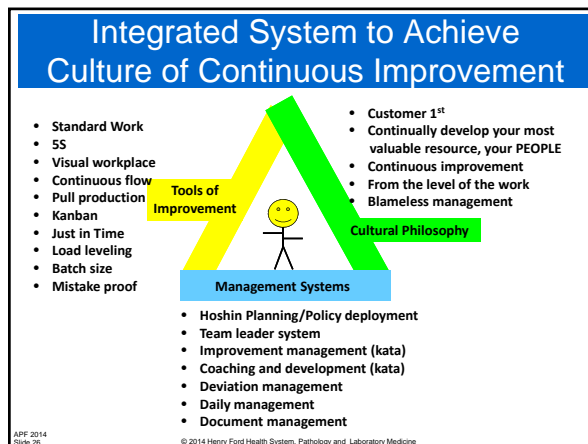 Integrated System to Achieve
Culture of Continuous Improvement
• Standard Work
• 5S
• Visual workplace
• Continuous flow
• Pull production
• Kanban
• Just in Time
• Load leveling
• Batch size
• Mistake proof
Tools of
Improvement
• Customer 1st
• Continually develop your most
valuable resource, your PEOPLE
• Continuous improvement
• From the level of the work
• Blameless management
Cultural Philosophy
Management Systems
• Hoshin Planning/Policy deployment
• Team leader system
• Improvement management (kata)
• Coaching and development (kata)
• Deviation management
• Daily management
• Document management
APF 2014
Slide 26
© 2014 Henry Ford Health System, Pathology and Laboratory Medicine